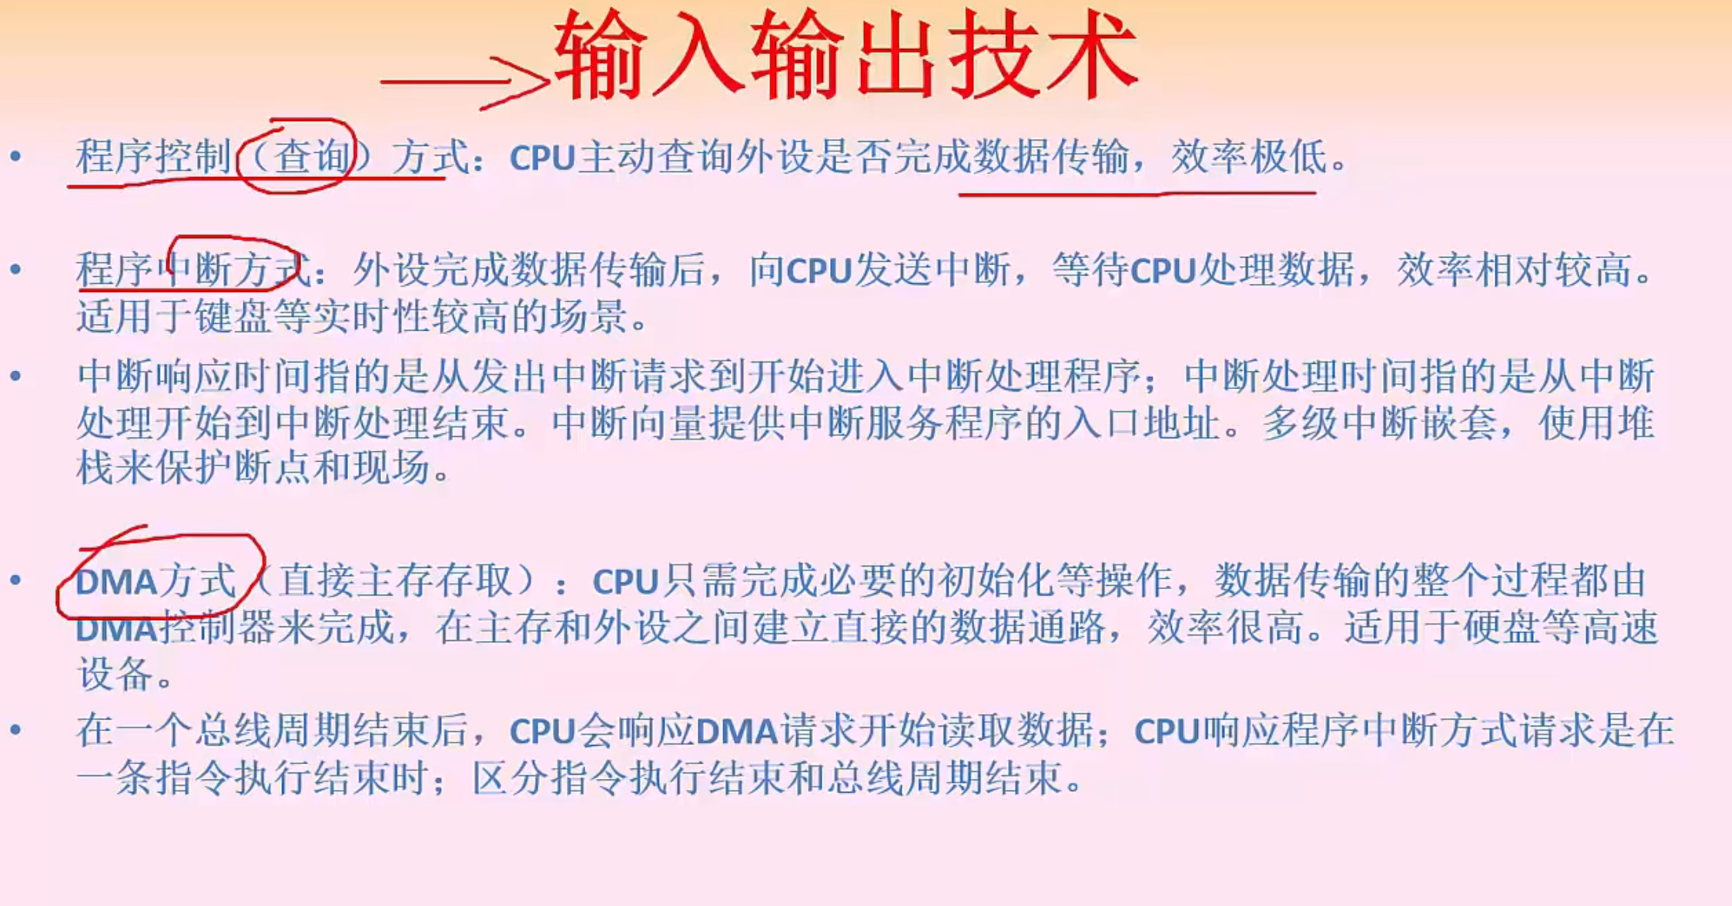 输入输出技术
• 程序控制（查询）方式：CPU主动查询外设是否完成数据传输，效率极低。
• 程序中断方式：外设完成数据传输后，向CPU发送中断，等待CPU处理数据，效率相对较高。
适用于键盘等实时性较高的场景。
• 中断响应时间指的是从发出中断请求到开始进入中断处理程序；中断处理时间指的是从中断
处理开始到中断处理结束。中断向量提供中断服务程序的入口地址。多级中断嵌套，使用堆
栈来保护断点和现场。
• DMA方式（直接主存存取）：CPU只需完成必要的初始化等操作，数据传输的整个过程都由
DMA控制器来完成，在主存和外设之间建立直接的数据通路，效率很高。适用于硬盘等高速
设备。
• 在一个总线周期结束后，CPU会响应DMA请求开始读取数据；CPU响应程序中断方式请求是在
一条指令执行结束时；区分指令执行结束和总线周期结束。